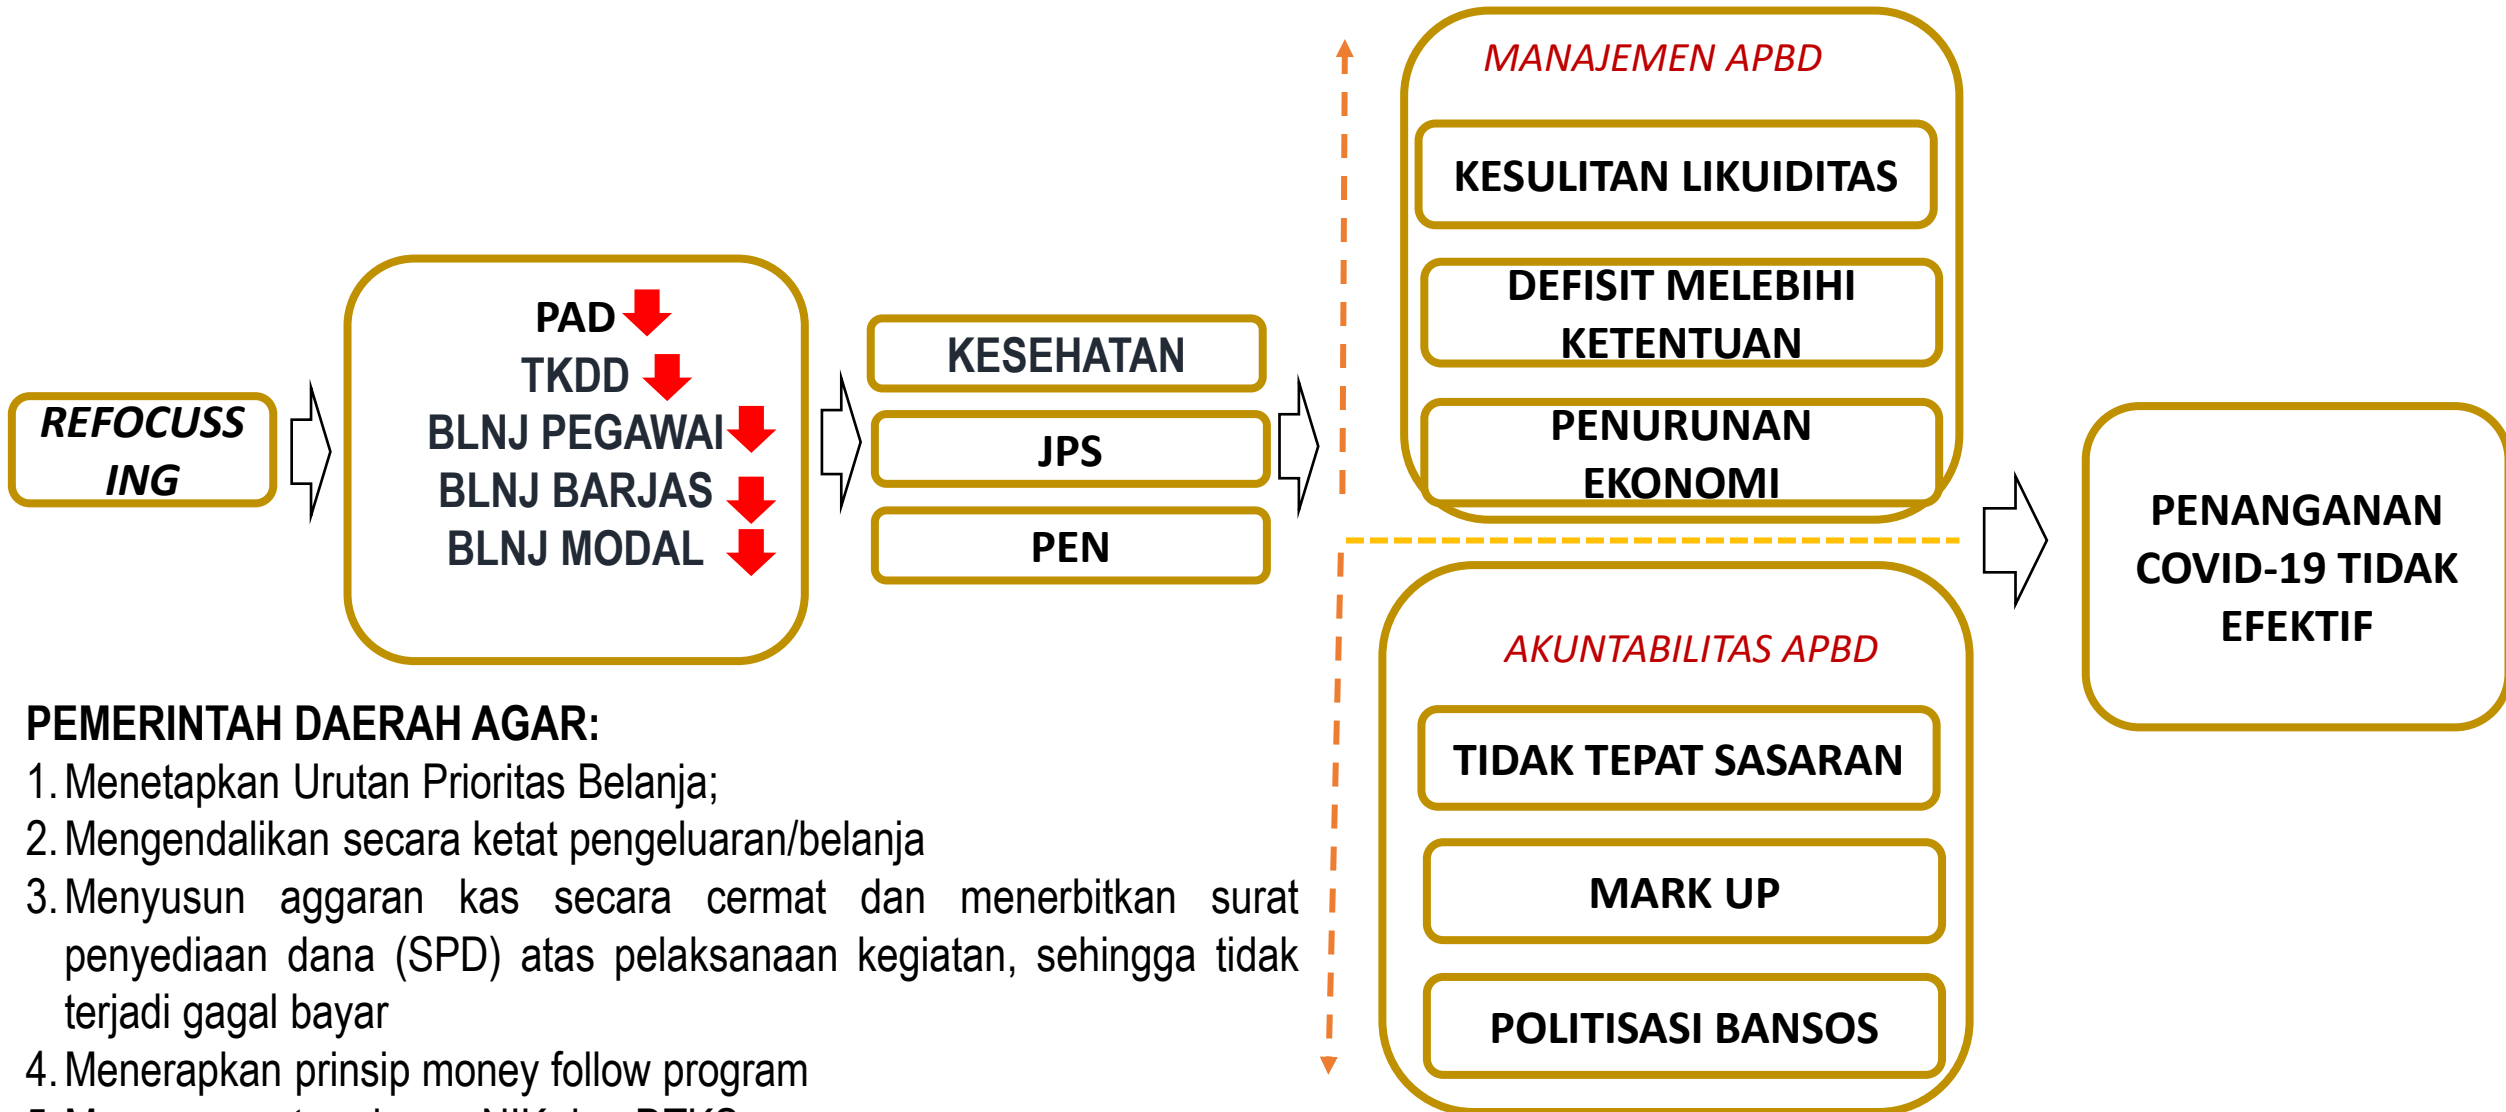 REFOCUSS
ING
PAD
TKDD
BLNJ PEGAWAI
BLNJ BARJAS
BLNJ MODAL
KESEHATAN
JPS
PEN
MANAJEMEN APBD
KESULITAN LIKUIDITAS
DEFISIT MELEBIHI
KETENTUAN
PENURUNAN
EKONOMI
AKUNTABILITAS APBD
TIDAK TEPAT SASARAN
MARK UP
POLITISASI BANSOS
PENANGANAN
COVID-19 TIDAK
EFEKTIF
PEMERINTAH DAERAH AGAR:
1. Menetapkan Urutan Prioritas Belanja;
2. Mengendalikan secara ketat pengeluaran/belanja
3. Menyusun aggaran kas secara cermat dan menerbitkan surat
penyediaan dana (SPD) atas pelaksanaan kegiatan, sehingga tidak
terjadi gagal bayar
4. Menerapkan prinsip money follow program